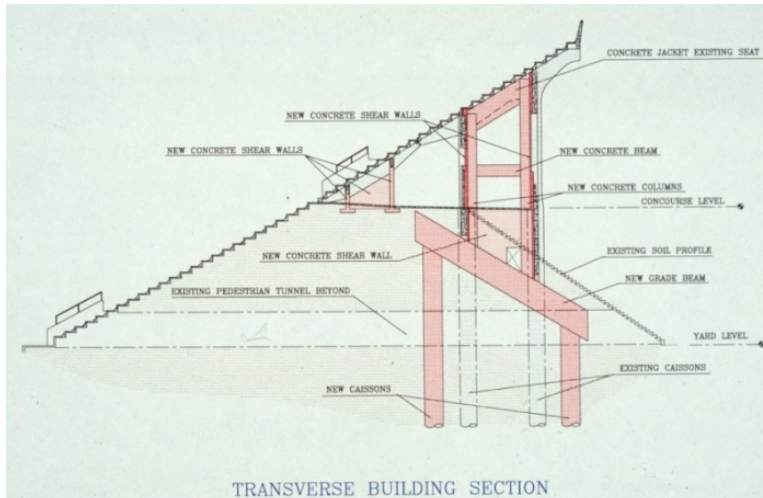 CONCRETE JACKET EXISTING SEAT
NEW CONCRETE SHEAR WALLS
NEW CONCRETE SHEAR WALLS
NEW CONCRETE BEAM
NEW CONCRETE COLUMNS
CONCOURSE LEVEL
NEW CONCRETE SHEAR WALL
EXISTING SOIL PROFILE
NEW GRADE BEAM
EXISTING PEDESTRIAN TUNNEL BEYOND
YARD LEVEL
EXISTING CAISSONS
NEW CAISSONS
TRANSVERSE BUILDING SECTION